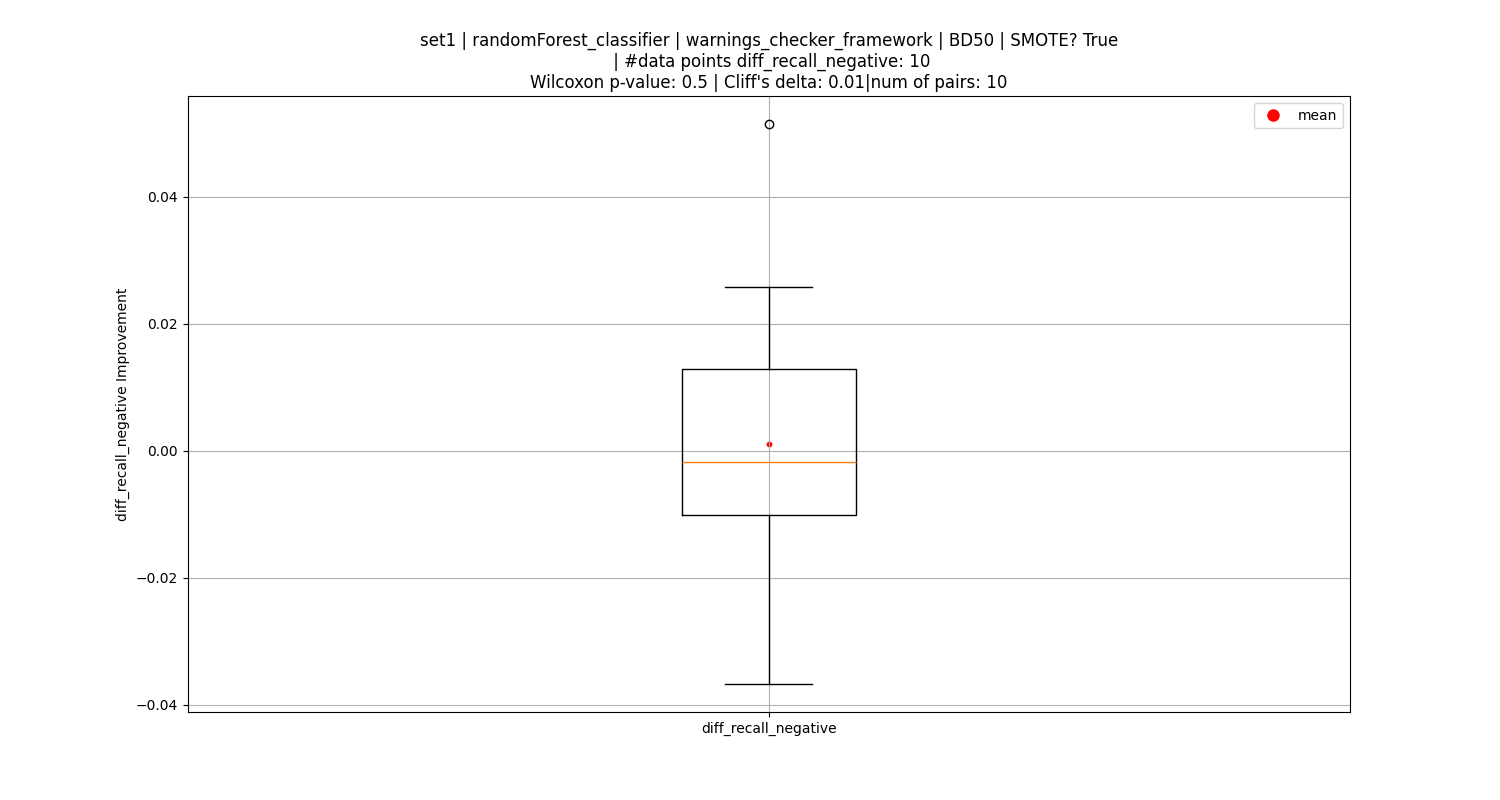 set1 | randomForest_classifier | warnings_checker_framework | BD50 | SMOTE? True
| #data points diff_recall_negative: 10
Wilcoxon p-value: 0.5 | Cliff's delta: 0.01|num of pairs: 10
mean
0.04
0.02
0.00
−0.02
−0.04
diff_recall_negative Improvement
diff_recall_negative